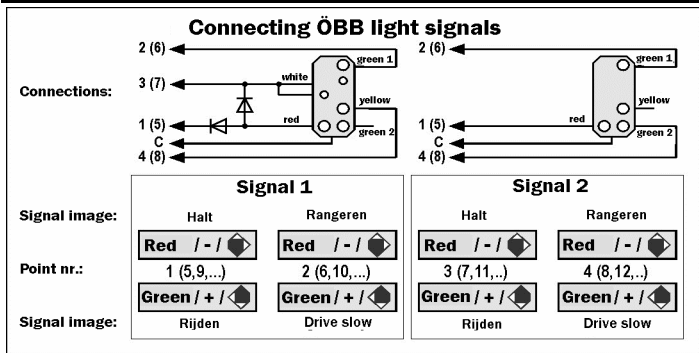 Connecting ÖBB light signals
2 (6)
green 1
Connections:
3 (7)
white
yellow
1 (5)
red
green 2
C
4 (8)
2 (6)
green 1
yellow
1 (5)
red
green 2
C
4 (8)
Signal 1
Signal 2
Signal image: Halt Rangeren Halt Rangeren
Red / - / Red / - / Red / - / Red / - /
Point nr.: 1 (5,9,...) 2 (6,10,...) 3 (7,11,..) 4 (8,12,..)
Green / + / Green / + / Green / + / Green / + /
Signal image: Rijden Drive slow Rijden Drive slow